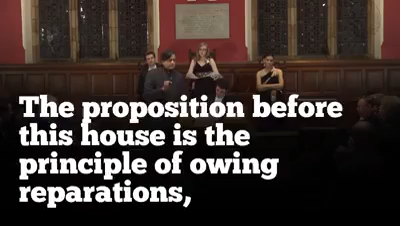 The proposition before
this house is the
principle of owing
reparations,